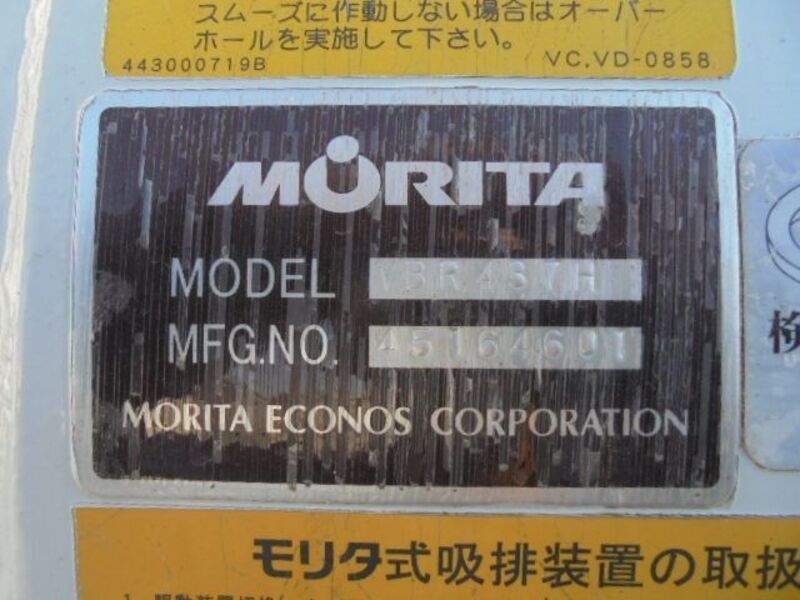 スムーズに作動しない場合はオーバー
ホールを実施して下さい。
443000719B VC.VD-0858
MORITA
MODEL
MFG.NO. 45164601
MORITA ECONOS CORPORATION
検
モリタ式吸排装置の取扱